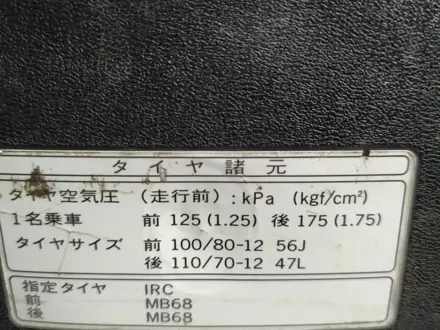 タイヤ諸元
タイヤ空気圧 (走行前):kPa (kgf/cm²)
1名乗車 前 125 (1.25) 後 175 (1.75)
タイヤサイズ 前 100/80-12 56J
後 110/70-12 47L
指定タイヤ IRC
前 MB68
後 MB68